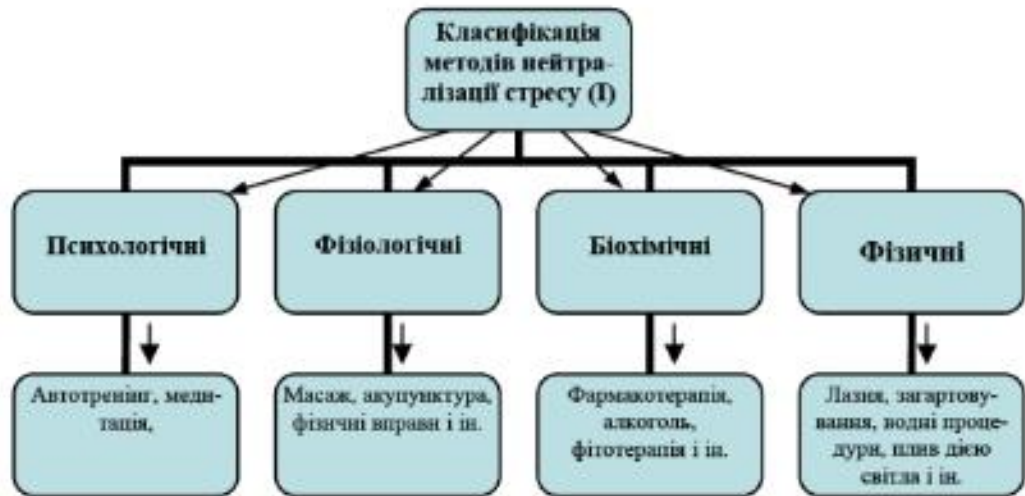 Класифікація
методів нейтра-
лізації стресу (І)
Психологічні
Фізіологічні
Біохімічні
Фізичні
Автотренінг, меди-
тація,
Масаж, акупунктура,
фізичні вправи і ін.
Фармакотерапія,
алкоголь,
фітотерапія і ін.
Лазня, загартову-
вання, водні проце-
дури, плив дією
світла і ін.